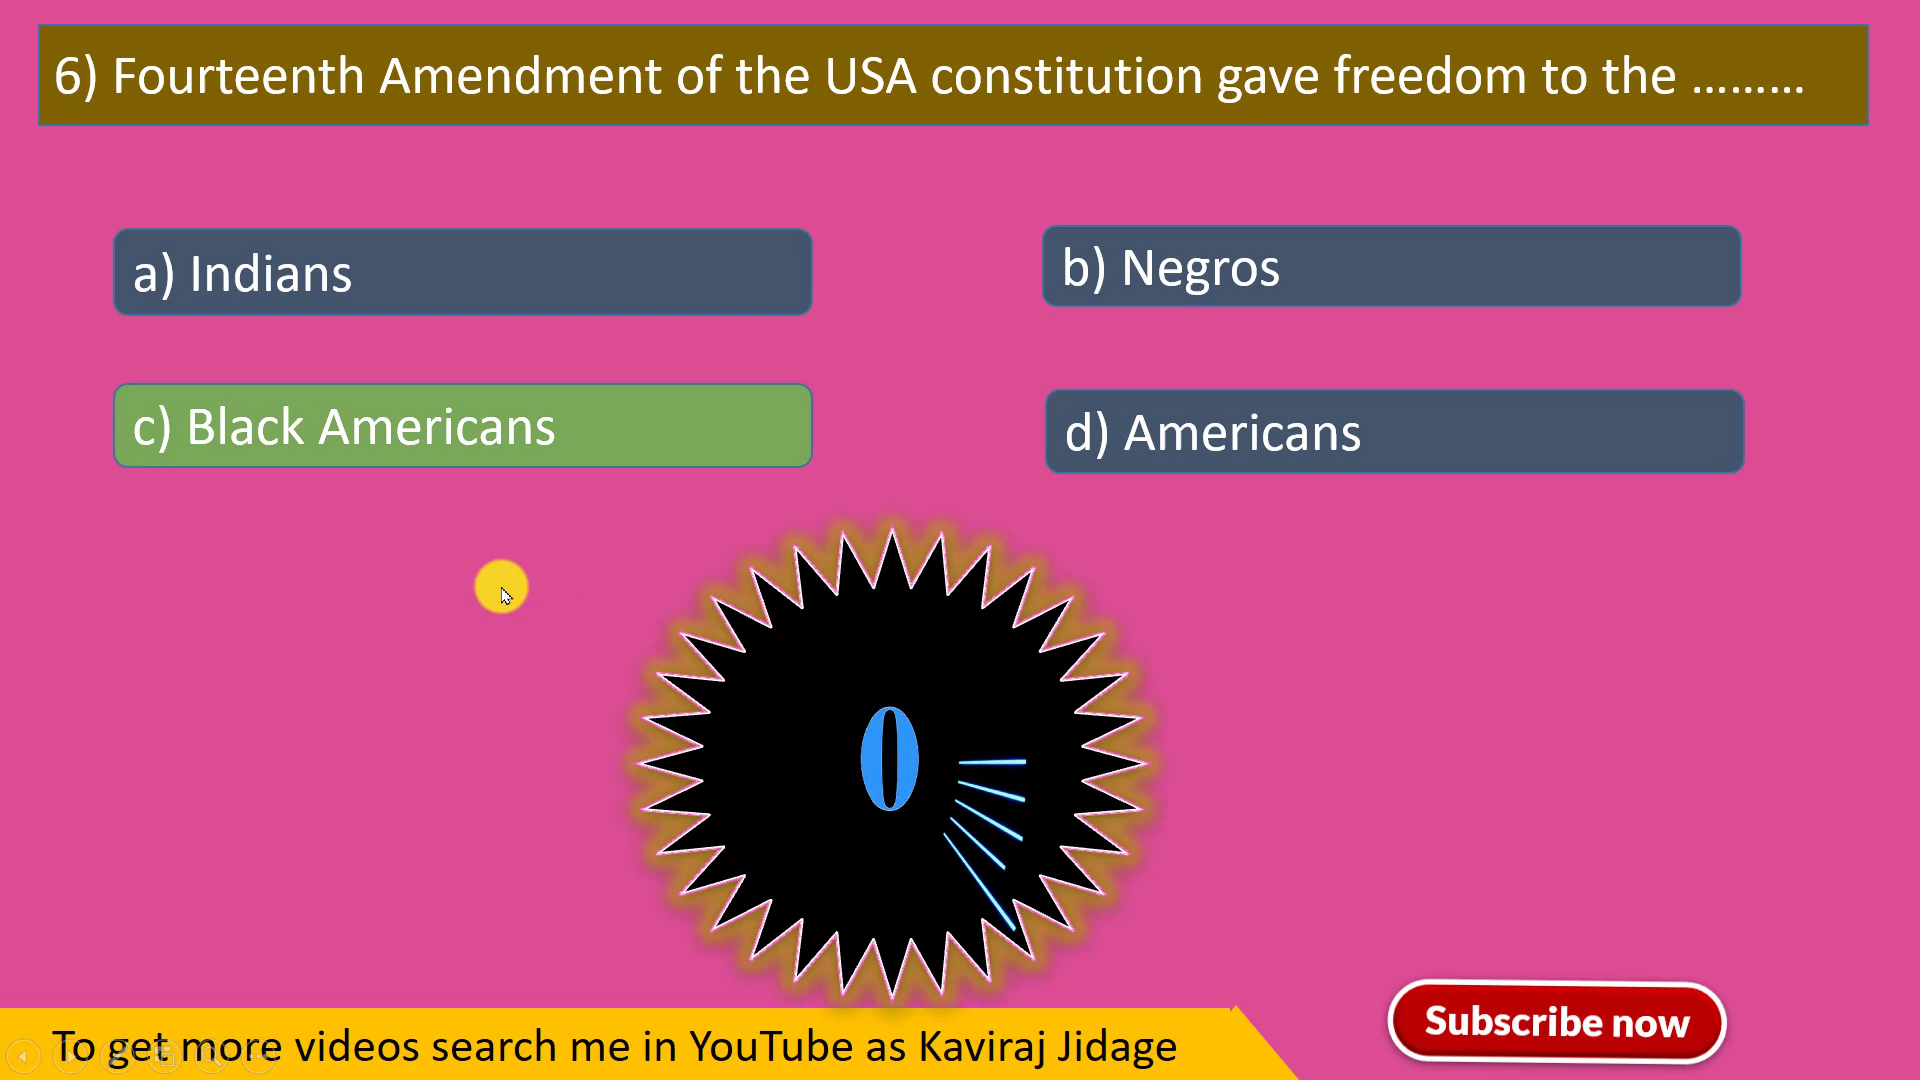 6) Fourteenth Amendment of the USA constitution gave freedom to the ………
a) Indians
b) Negros
c) Black Americans
d) Americans
0
To get more videos search me in YouTube as Kaviraj Jidage
Subscribe now